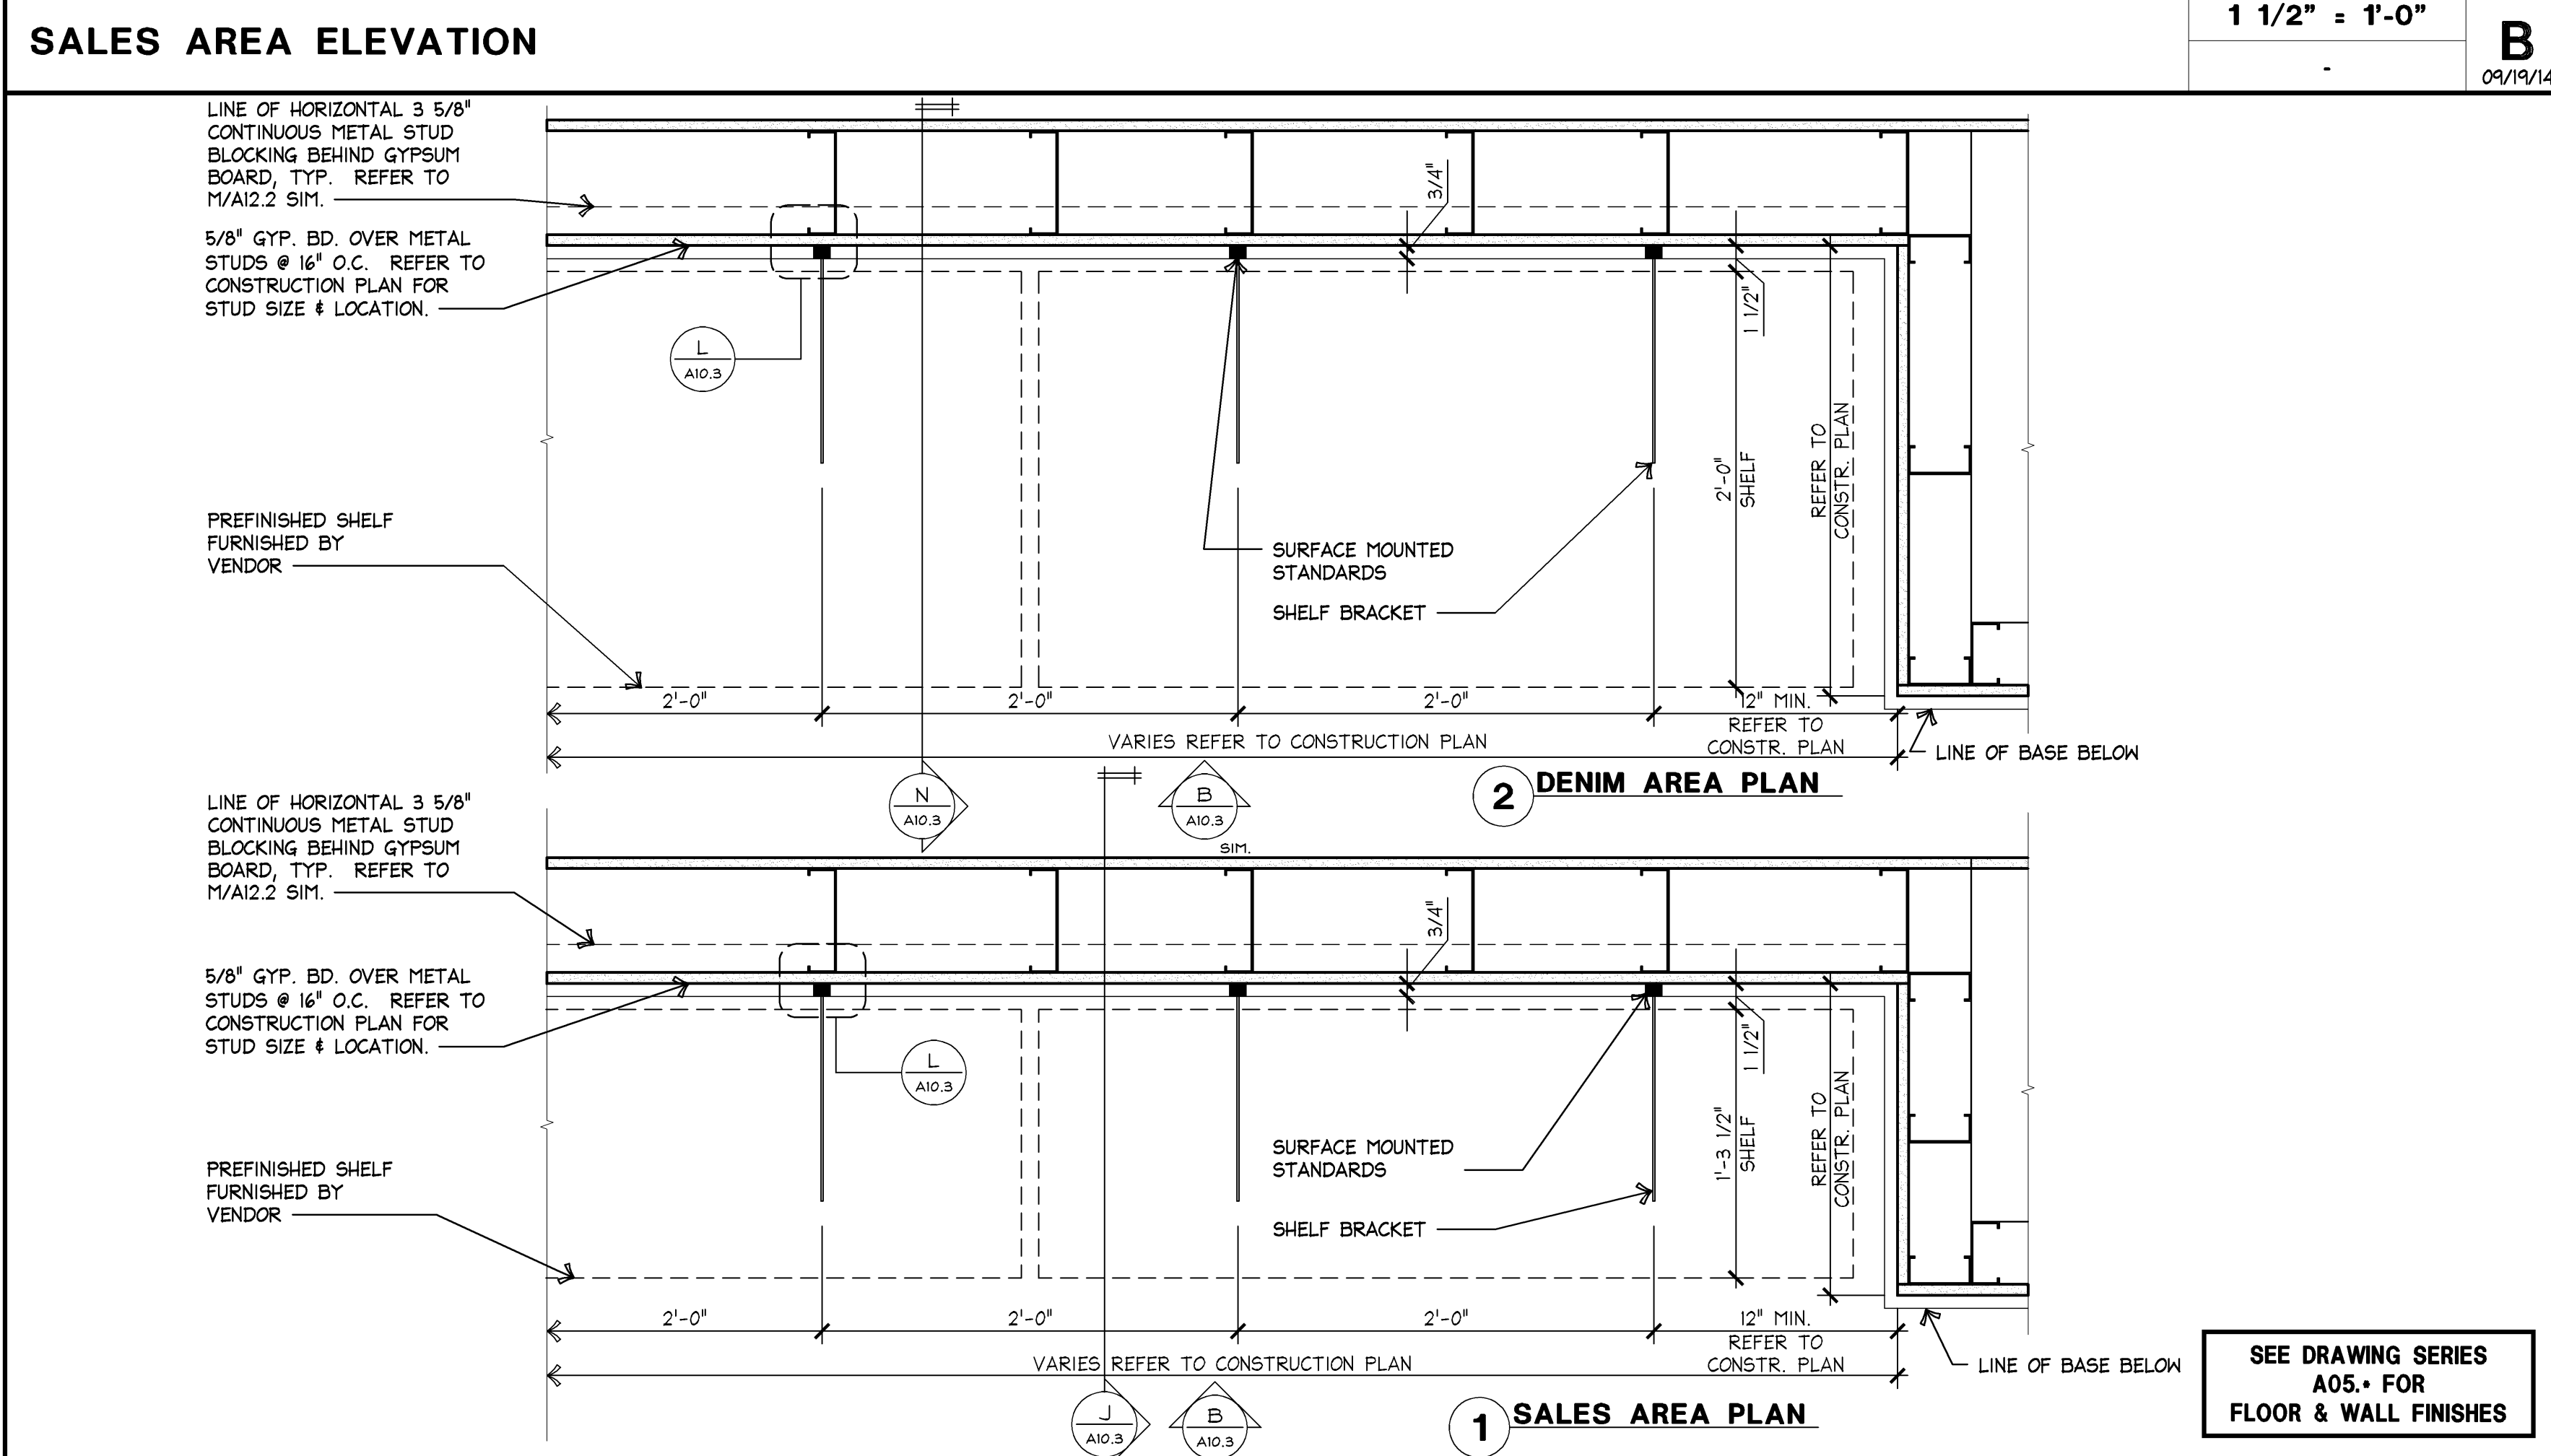 SALES AREA ELEVATION
1 1/2" = 1'-0"
-
B
09/19/14
LINE OF HORIZONTAL 3 5/8"
CONTINUOUS METAL STUD
BLOCKING BEHIND GYPSUM
BOARD, TYP. REFER TO
M/A12.2 SIM.
5/8" GYP. BD. OVER METAL
STUDS @ 16" O.C. REFER TO
CONSTRUCTION PLAN FOR
STUD SIZE & LOCATION.
L
A10.3
3/4"
1 1/2"
2'-0"
SHELF
REFER TO
CONSTR. PLAN
PREFINISHED SHELF
FURNISHED BY
VENDOR
SURFACE MOUNTED
STANDARDS
SHELF BRACKET
2'-0"
2'-0"
2'-0"
12" MIN.
REFER TO
CONSTR. PLAN
VARIES REFER TO CONSTRUCTION PLAN
LINE OF BASE BELOW
N
A10.3
B
A10.3
SIM.
2 DENIM AREA PLAN
LINE OF HORIZONTAL 3 5/8"
CONTINUOUS METAL STUD
BLOCKING BEHIND GYPSUM
BOARD, TYP. REFER TO
M/A12.2 SIM.
5/8" GYP. BD. OVER METAL
STUDS @ 16" O.C. REFER TO
CONSTRUCTION PLAN FOR
STUD SIZE & LOCATION.
L
A10.3
3/4"
1 1/2"
1'-3 1/2"
SHELF
REFER TO
CONSTR. PLAN
PREFINISHED SHELF
FURNISHED BY
VENDOR
SURFACE MOUNTED
STANDARDS
SHELF BRACKET
2'-0"
2'-0"
2'-0"
12" MIN.
REFER TO
CONSTR. PLAN
VARIES REFER TO CONSTRUCTION PLAN
LINE OF BASE BELOW
J
A10.3
B
A10.3
1 SALES AREA PLAN
SEE DRAWING SERIES
A05.* FOR
FLOOR & WALL FINISHES